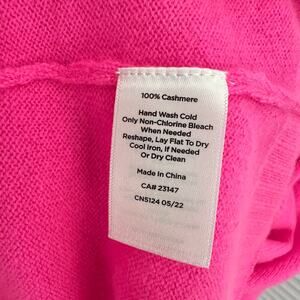 100% Cashmere
Hand Wash Cold
Only Non-Chlorine Bleach
When Needed
Reshape, Lay Flat To Dry
Cool Iron, If Needed
Or Dry Clean
Made In China
CA# 23147
CN5124 05/22